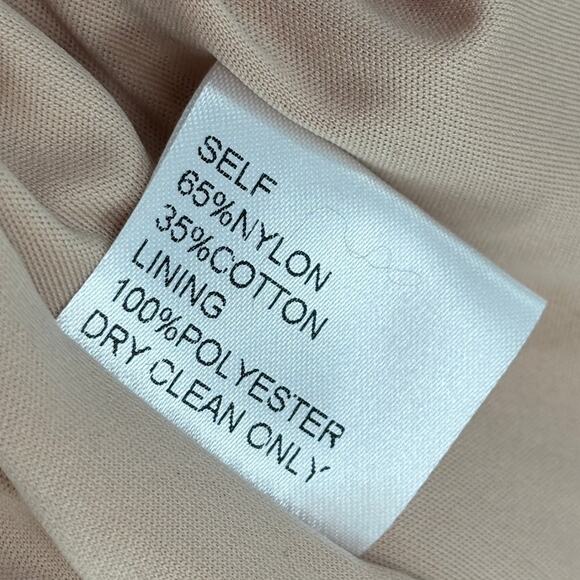 SELF
65%NYLON
35%COTTON
LINING
100%POLYESTER
DRY CLEAN ONLY